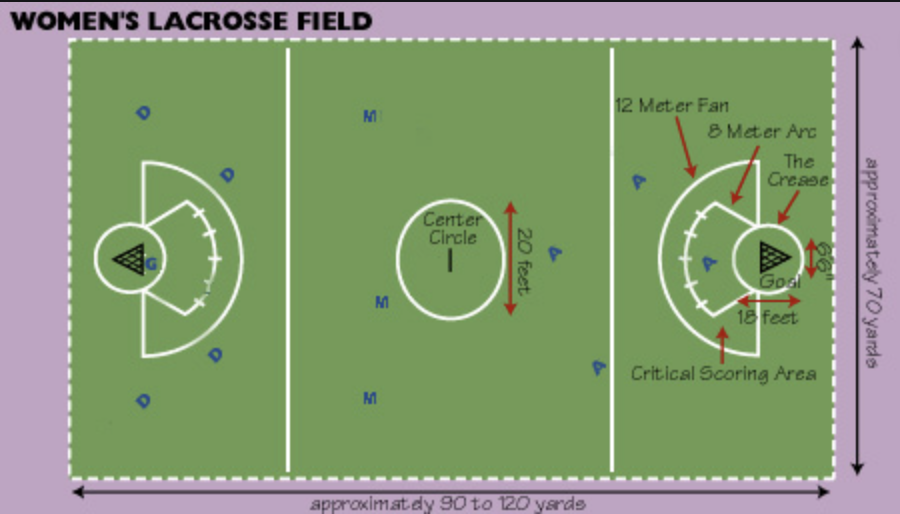 WOMEN'S LACROSSE FIELD
D
M
12 Meter Fan
8 Meter Arc
The
Crease
D
A
Center
Circle
20 feet
A
G
A
6'6"
Goal
18 feet
M
D
A
Critical Scoring Area
D
M
approximately 70 yards
approximately 90 to 120 yards